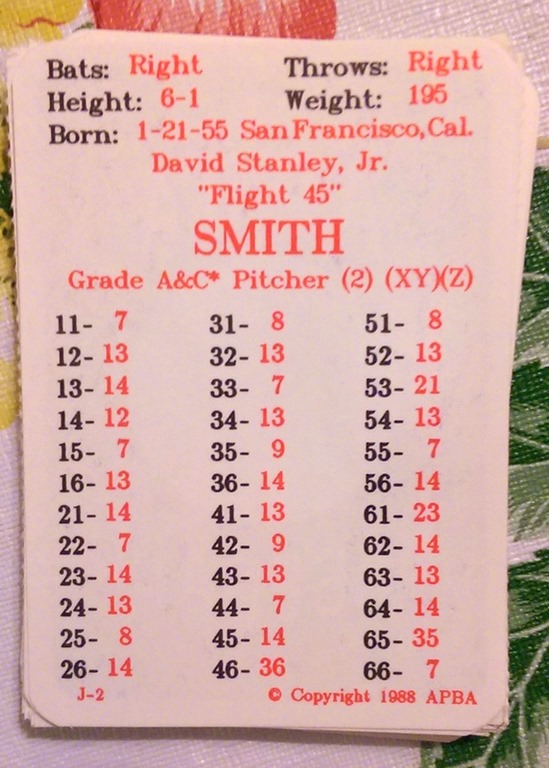 Bats: Right Throws: Right
Height: 6-1 Weight: 195
Born: 1-21-55 San Francisco, Cal.
David Stanley, Jr.
"Flight 45"
SMITH
Grade A&C* Pitcher (2) (XY)(Z)
11- 7 31- 8 51- 8
12- 13 32- 13 52- 13
13- 14 33- 7 53- 21
14- 12 34- 13 54- 13
15- 7 35- 9 55- 7
16- 13 36- 14 56- 14
21- 14 41- 13 61- 23
22- 7 42- 9 62- 14
23- 14 43- 13 63- 13
24- 13 44- 7 64- 14
25- 8 45- 14 65- 35
26- 14 46- 36 66- 7
J-2 © Copyright 1988 APBA